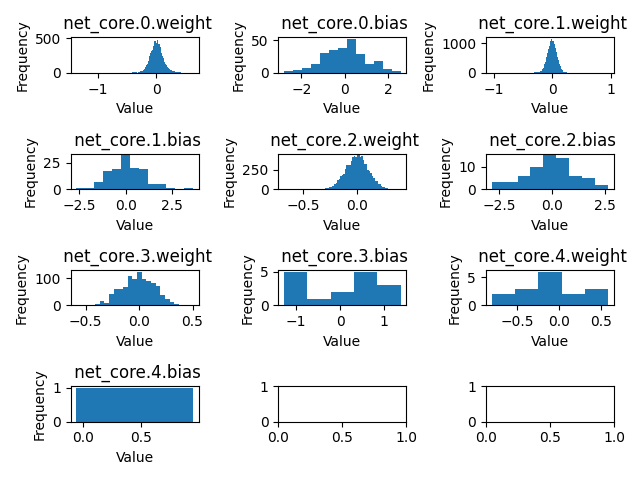 net_core.0.weight
Frequency
500
0
−1
0
Value
net_core.0.bias
Frequency
50
0
−2
0
2
Value
net_core.1.weight
Frequency
1000
0
−1
0
1
Value
net_core.1.bias
Frequency
25
0
−2.5
0.0
2.5
Value
net_core.2.weight
Frequency
250
0
−0.5
0.0
Value
net_core.2.bias
Frequency
10
0
−2.5
0.0
2.5
Value
net_core.3.weight
Frequency
100
0
−0.5
0.0
0.5
Value
net_core.3.bias
Frequency
5
0
−1
0
1
Value
net_core.4.weight
Frequency
5
0
−0.5
0.0
0.5
Value
net_core.4.bias
Frequency
1
0
0.0
0.5
Value
1
0
0.0
0.5
1.0
1
0
0.0
0.5
1.0